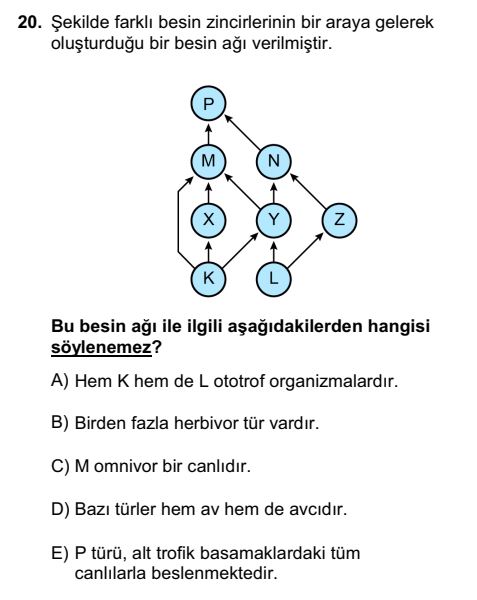 20. Şekilde farklı besin zincirlerinin bir araya gelerek
oluşturduğu bir besin ağı verilmiştir.
P
M N
X Y Z
K L
Bu besin ağı ile ilgili aşağıdakilerden hangisi
söylenemez?
A) Hem K hem de L ototrof organizmalardır.
B) Birden fazla herbivor tür vardır.
C) M omnivor bir canlıdır.
D) Bazı türler hem av hem de avcıdır.
E) P türü, alt trofik basamaklardaki tüm
canlılarla beslenmektedir.